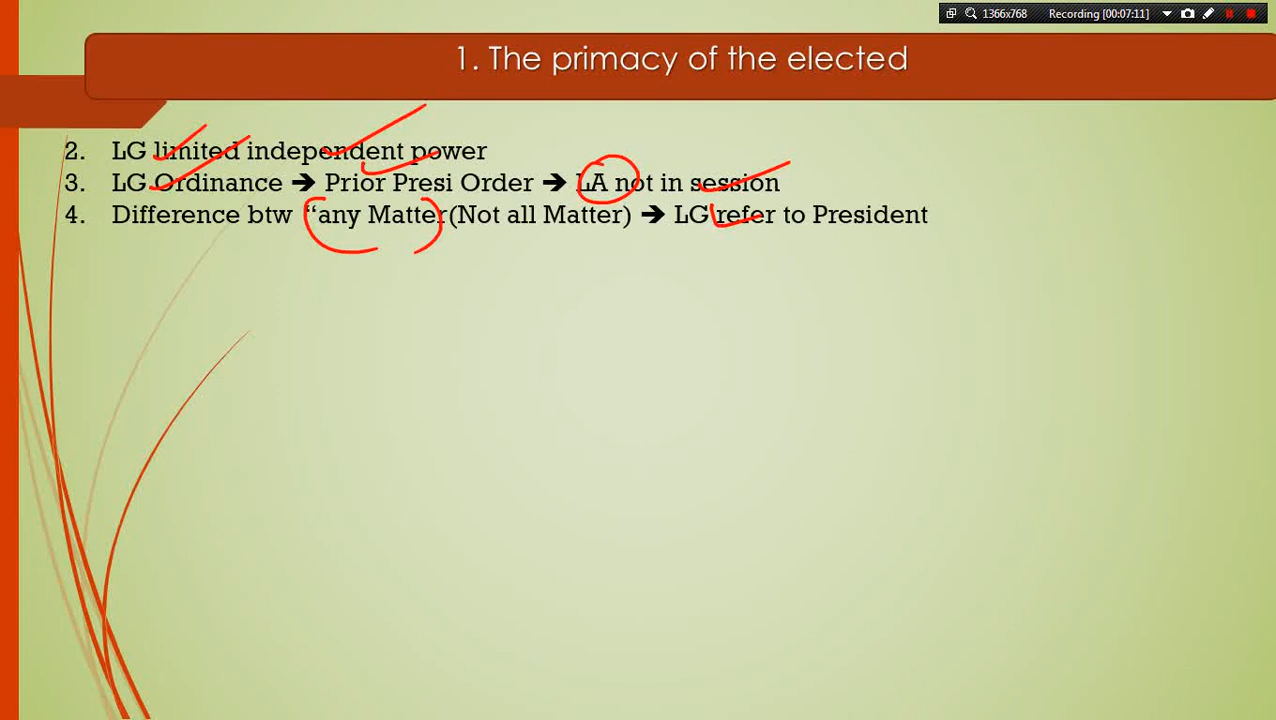 1366x768 Recording [00:07:11]
1. The primacy of the elected
2. LG limited independent power
3. LG Ordinance ➔ Prior Presi Order ➔ LA not in session
4. Difference btw “any Matter(Not all Matter) ➔ LG refer to President